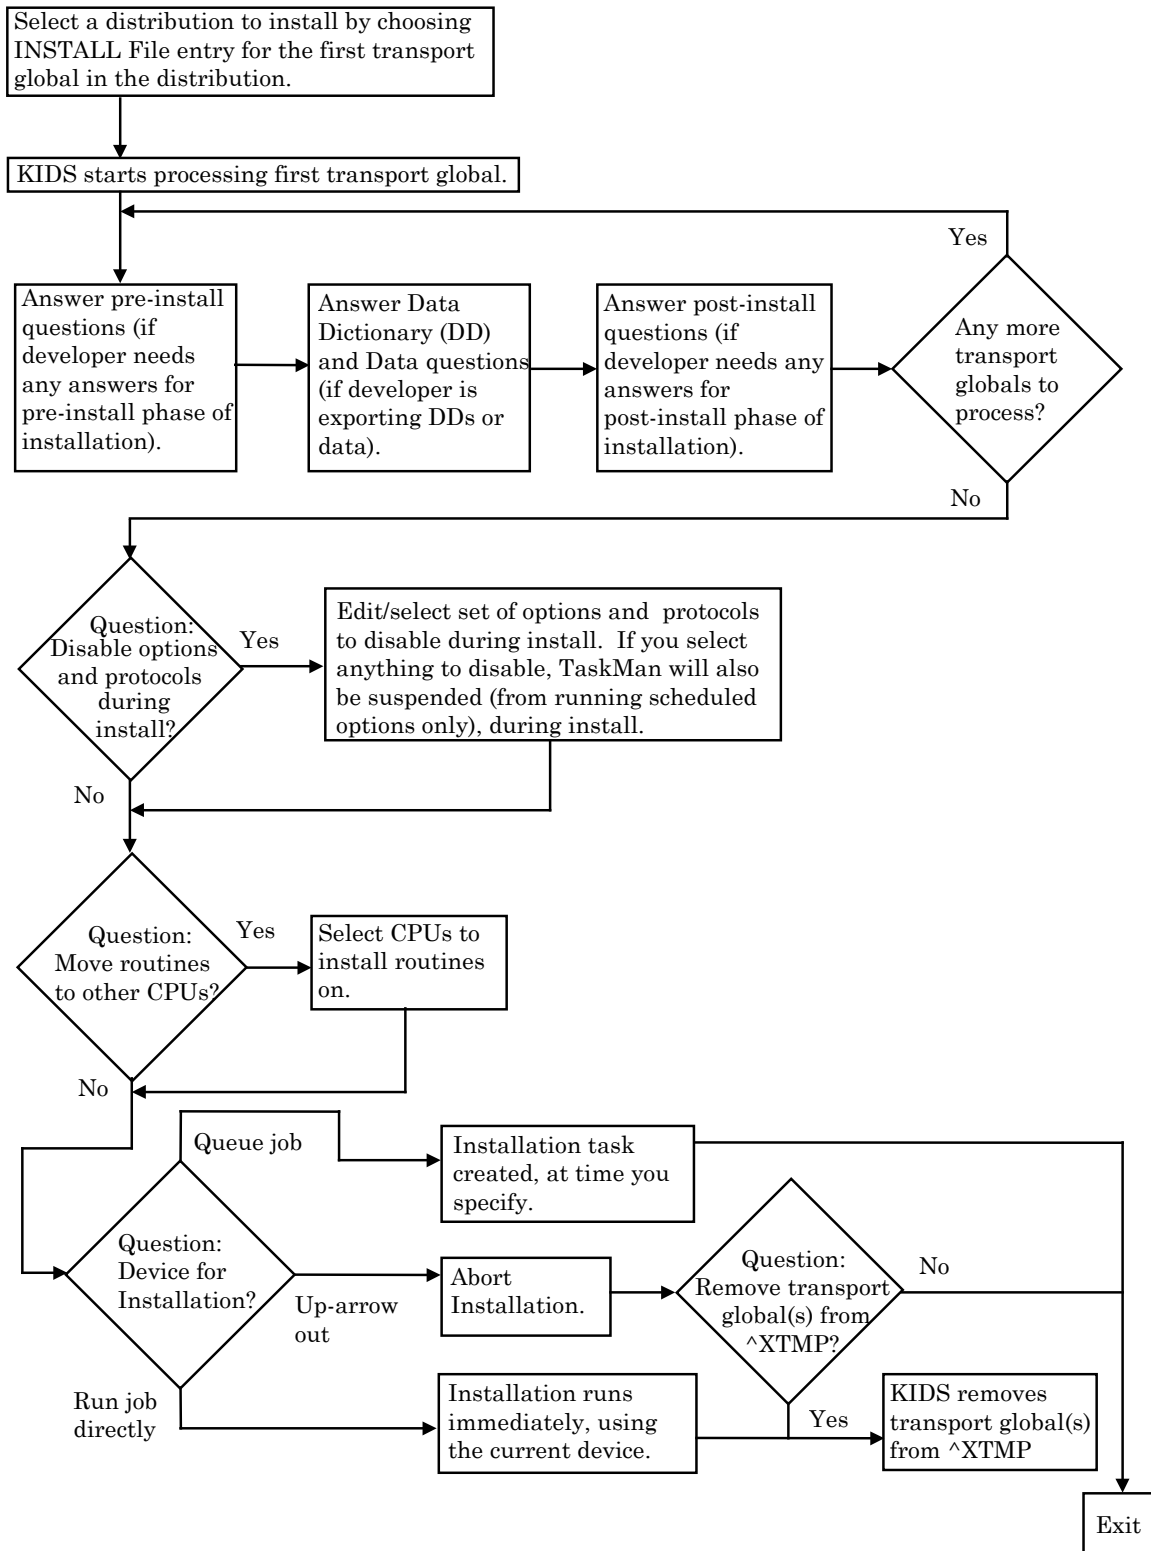 Select a distribution to install by choosing
INSTALL File entry for the first transport
global in the distribution.
KIDS starts processing first transport global.
Yes
Answer pre-install
questions (if
developer needs
any answers for
pre-install phase of
installation).
Answer Data
Dictionary (DD)
and Data questions
(if developer is
exporting DDs or
data).
Answer post-install
questions (if
developer needs any
answers for
post-install phase of
installation).
Any more
transport
globals to
process?
No
Question:
Disable options
and protocols
during
install?
Yes
Edit/select set of options and protocols
to disable during install. If you select
anything to disable, TaskMan will also
be suspended (from running scheduled
options only), during install.
No
Question:
Move routines
to other CPUs?
Yes
Select CPUs to
install routines
on.
No
Queue job
Installation task
created, at time you
specify.
Question:
Device for
Installation?
Up-arrow
out
Abort
Installation.
Question:
Remove transport
global(s) from
^XTMP?
No
Run job
directly
Installation runs
immediately, using
the current device.
Yes
KIDS removes
transport global(s)
from ^XTMP
Exit